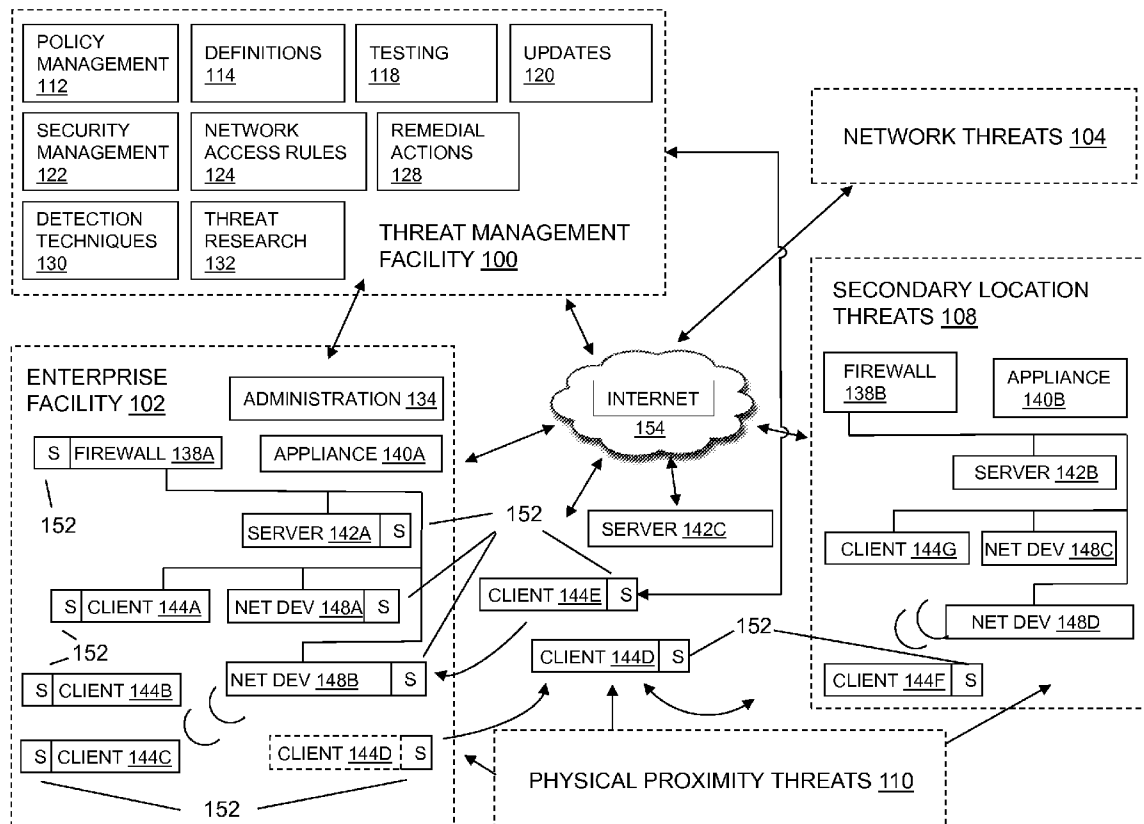 POLICY
MANAGEMENT
112
DEFINITIONS
114
TESTING
118
UPDATES
120
SECURITY
MANAGEMENT
122
NETWORK
ACCESS RULES
124
REMEDIAL
ACTIONS
128
DETECTION
TECHNIQUES
130
THREAT
RESEARCH
132
THREAT MANAGEMENT
FACILITY 100
NETWORK THREATS 104
SECONDARY LOCATION
THREATS 108
FIREWALL
138B
APPLIANCE
140B
SERVER 142B
CLIENT 144G
NET DEV 148C
NET DEV 148D
CLIENT 144F S
INTERNET
154
SERVER 142C
ENTERPRISE
FACILITY 102
ADMINISTRATION 134
S FIREWALL 138A
APPLIANCE 140A
152
SERVER 142A S
152
S CLIENT 144A
NET DEV 148A S
CLIENT 144E S
152
152
S CLIENT 144B
NET DEV 148B S
CLIENT 144D S
S CLIENT 144C
CLIENT 144D S
152
PHYSICAL PROXIMITY THREATS 110